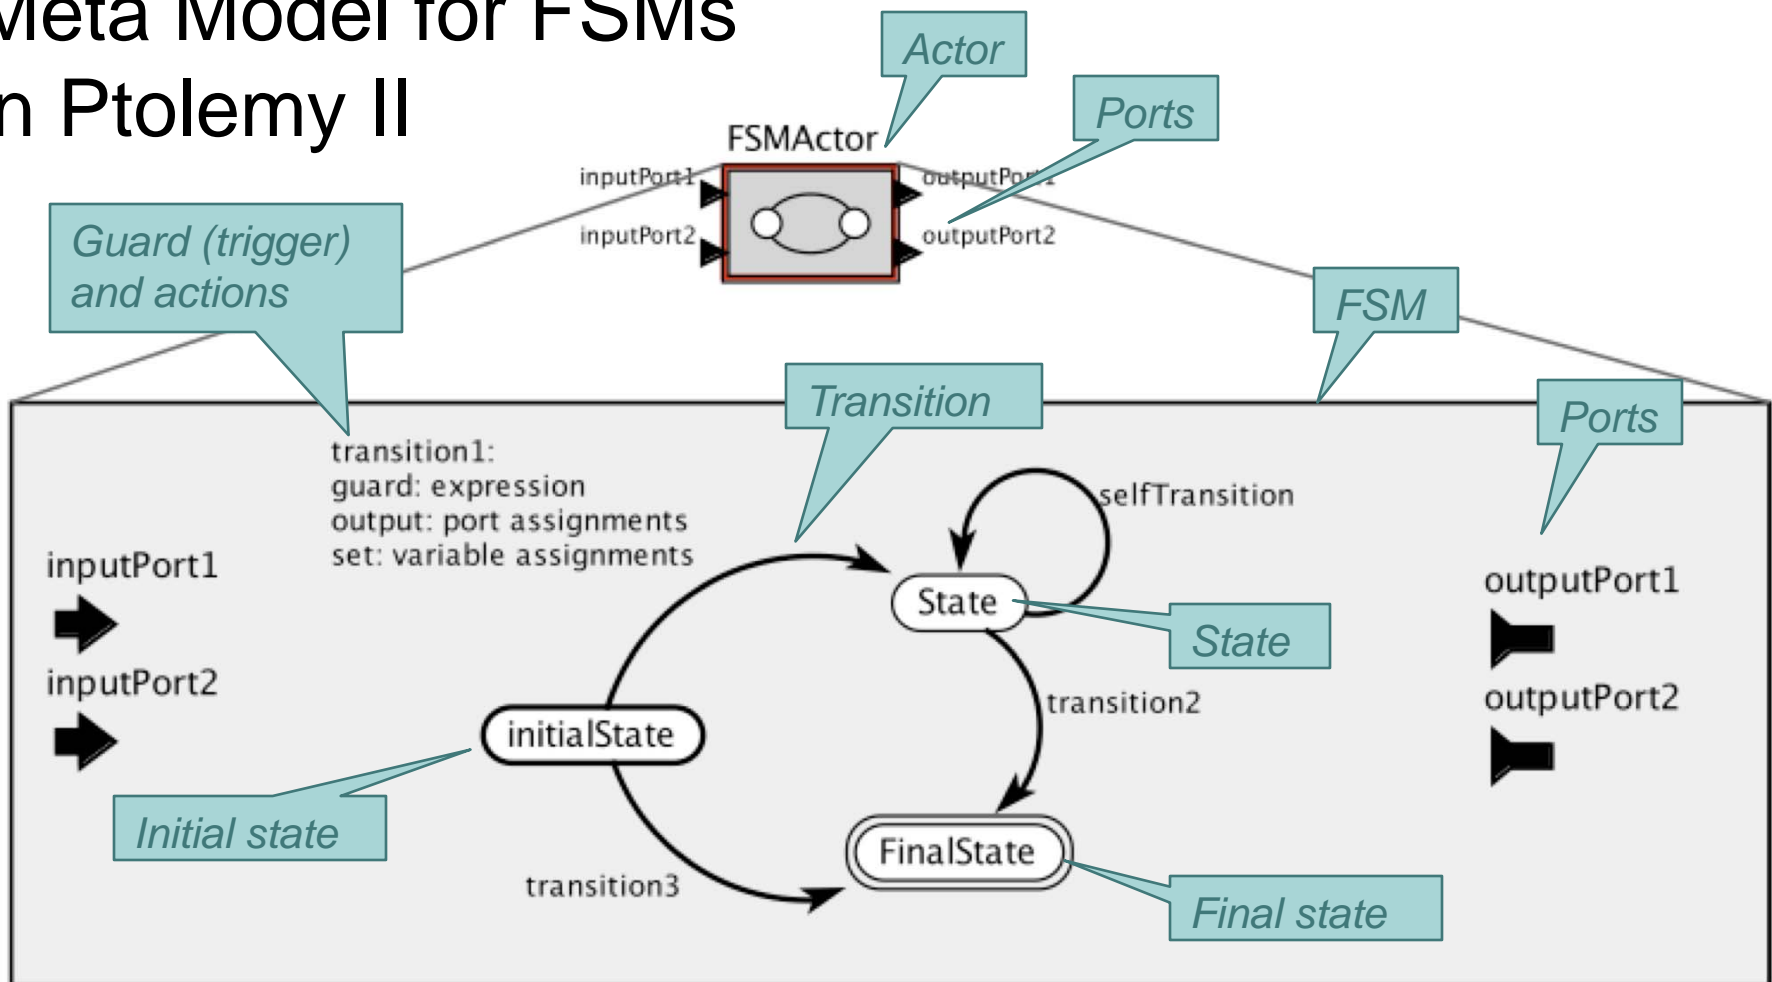 Meta Model for FSMs
n Ptolemy II
Actor
Ports
FSMActor
inputPort1
outputPort1
inputPort2
outputPort2
Guard (trigger)
and actions
FSM
Transition
Ports
transition1:
guard: expression
output: port assignments
set: variable assignments
selfTransition
inputPort1
outputPort1
State
State
inputPort2
outputPort2
transition2
initialState
Initial state
FinalState
transition3
Final state